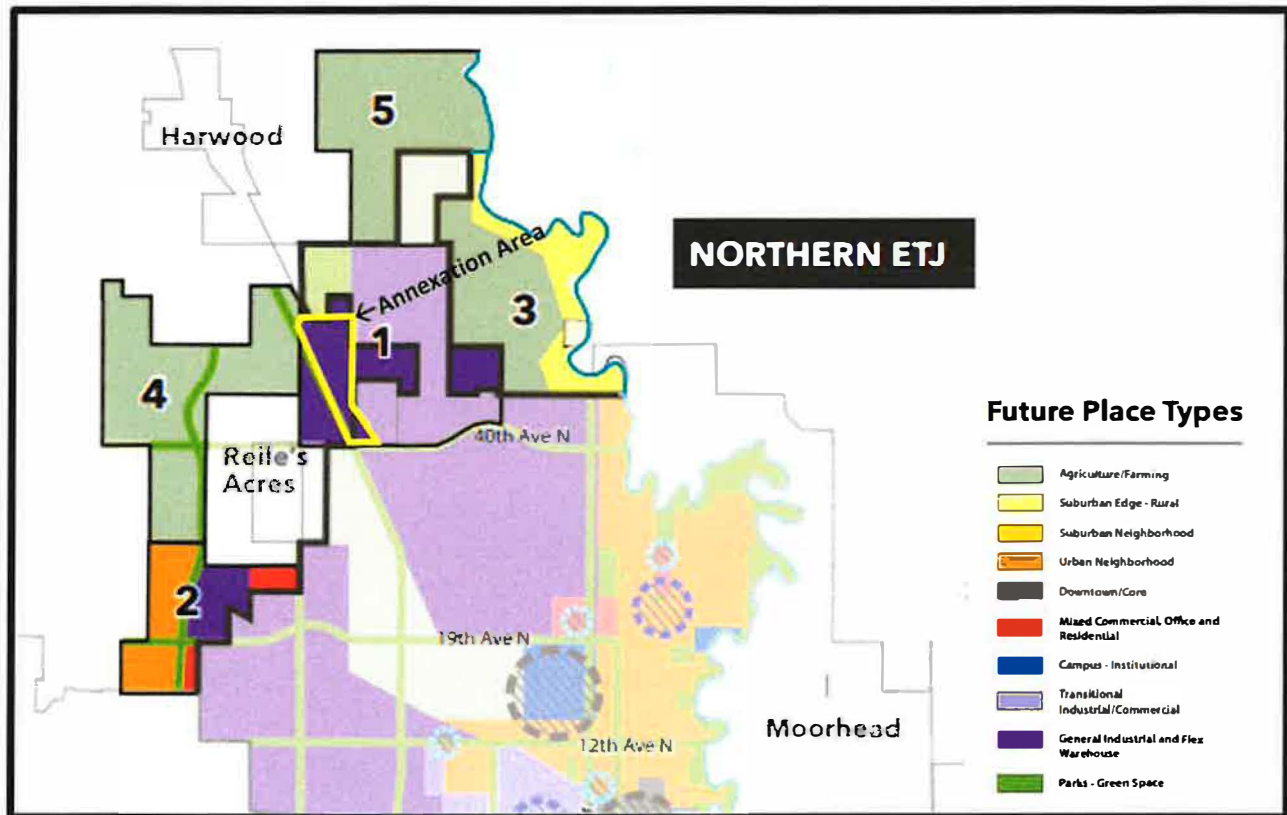 5
Harwood
NORTHERN ETJ
←Annexation Area
3
1
4
Reile's
Acres
40th Ave N
2
19th Ave N
12th Ave N
Moorhead
Future Place Types
Agriculture/Farming
Suburban Edge - Rural
Suburban Neighborhood
Urban Neighborhood
Downtown/Core
Mixed Commercial, Office and
Residential
Campus - Institutional
Transitional
Industrial/Commercial
General Industrial and Flex
Warehouse
Parks - Green Space